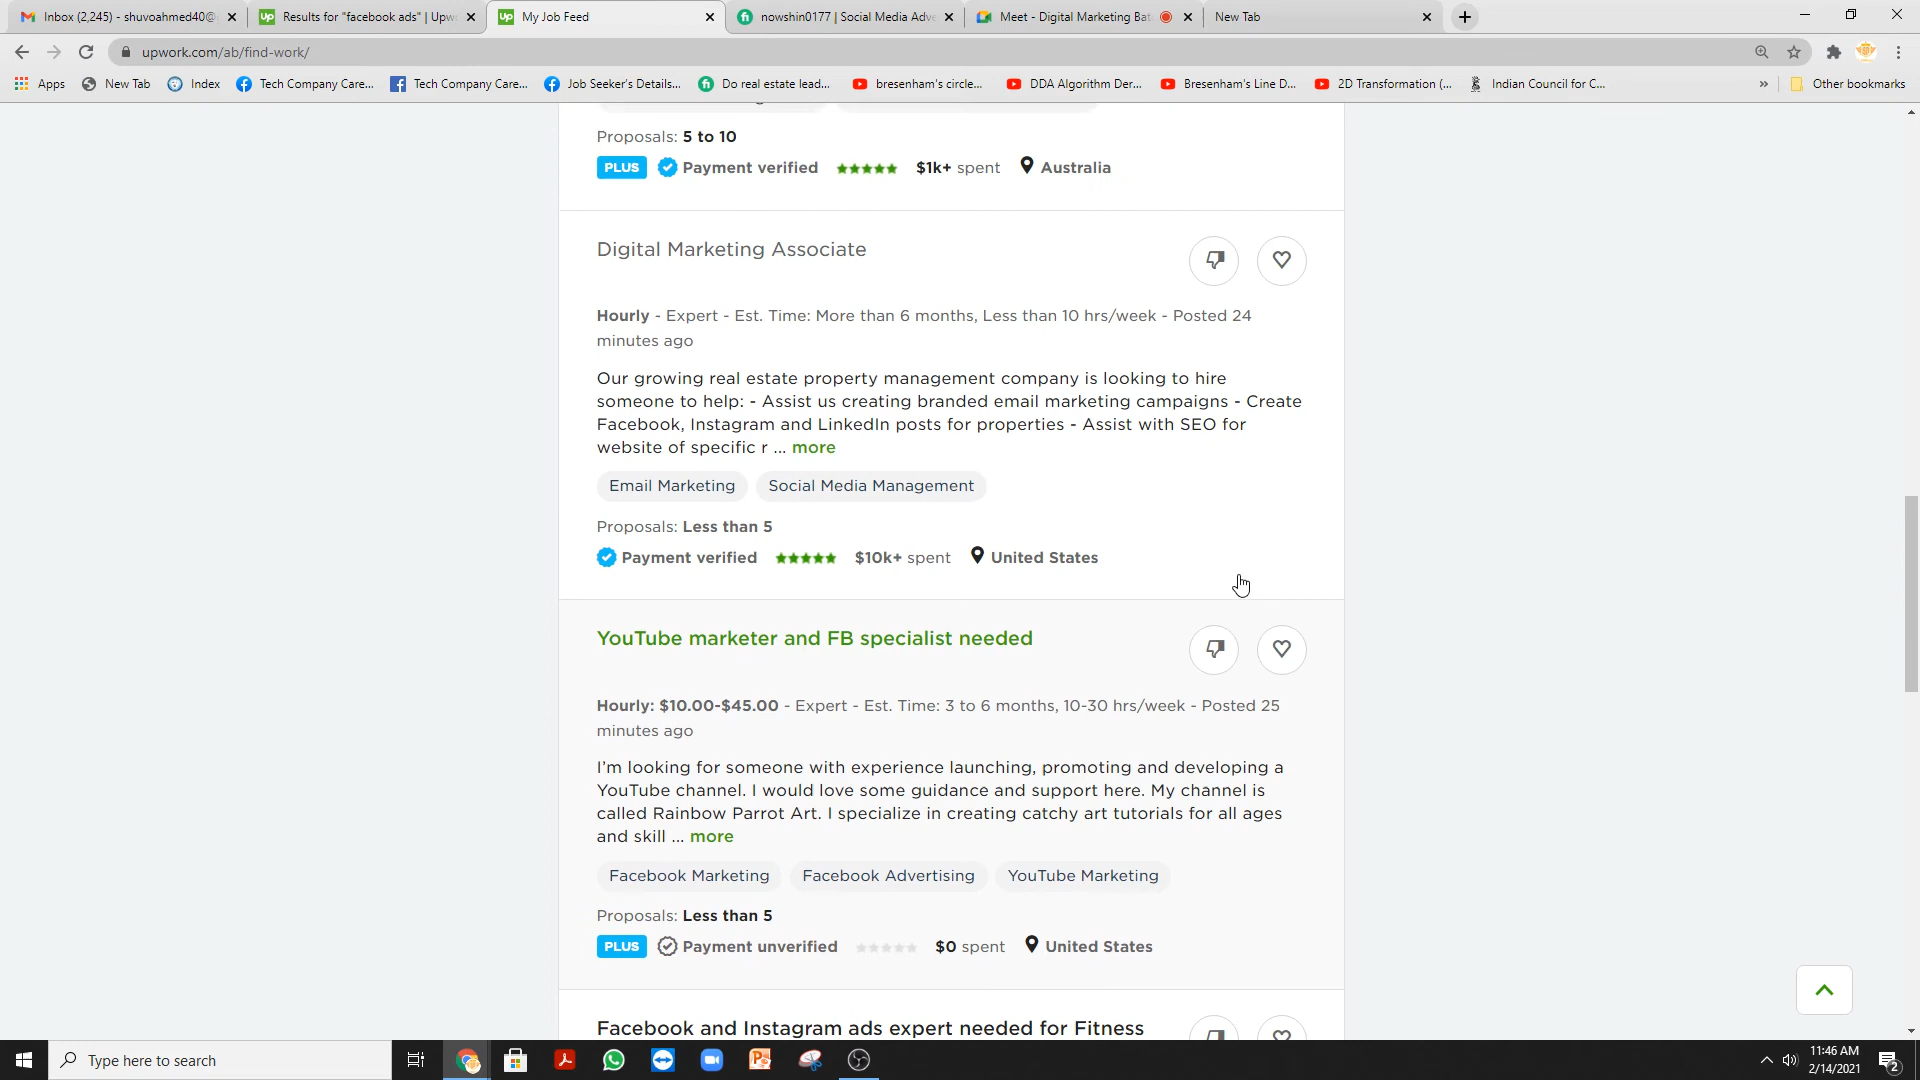 Inbox (2,245) - shuvoahmed40@
Results for "facebook ads" | Upw
My Job Feed
nowshin0177 | Social Media Adve
Meet - Digital Marketing Bat
New Tab
upwork.com/ab/find-work/
Apps
New Tab
Index
Tech Company Care...
Tech Company Care...
Job Seeker's Details...
Do real estate lead...
bresenham's circle...
DDA Algorithm Der...
Bresenham's Line D...
2D Transformation (...
Indian Council for C...
»
Other bookmarks
Proposals: 5 to 10
PLUS Payment verified $1k+ spent Australia
Digital Marketing Associate
Hourly - Expert - Est. Time: More than 6 months, Less than 10 hrs/week - Posted 24
minutes ago
Our growing real estate property management company is looking to hire
someone to help: - Assist us creating branded email marketing campaigns - Create
Facebook, Instagram and LinkedIn posts for properties - Assist with SEO for
website of specific r ... more
Email Marketing Social Media Management
Proposals: Less than 5
Payment verified $10k+ spent United States
YouTube marketer and FB specialist needed
Hourly: $10.00-$45.00 - Expert - Est. Time: 3 to 6 months, 10-30 hrs/week - Posted 25
minutes ago
I'm looking for someone with experience launching, promoting and developing a
YouTube channel. I would love some guidance and support here. My channel is
called Rainbow Parrot Art. I specialize in creating catchy art tutorials for all ages
and skill ... more
Facebook Marketing Facebook Advertising YouTube Marketing
Proposals: Less than 5
PLUS Payment unverified $0 spent United States
Facebook and Instagram ads expert needed for Fitness
Type here to search
11:46 AM
2/14/2021
2